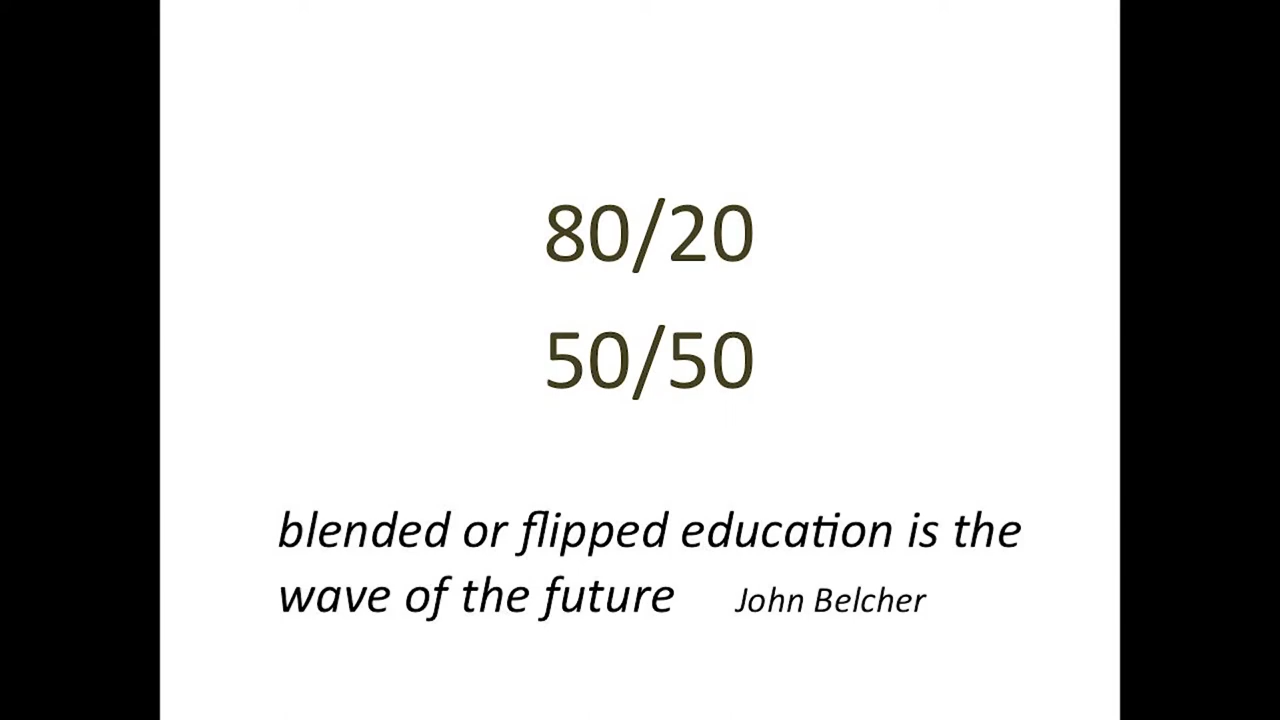 80/20
50/50
blended or flipped education is the
wave of the future John Belcher